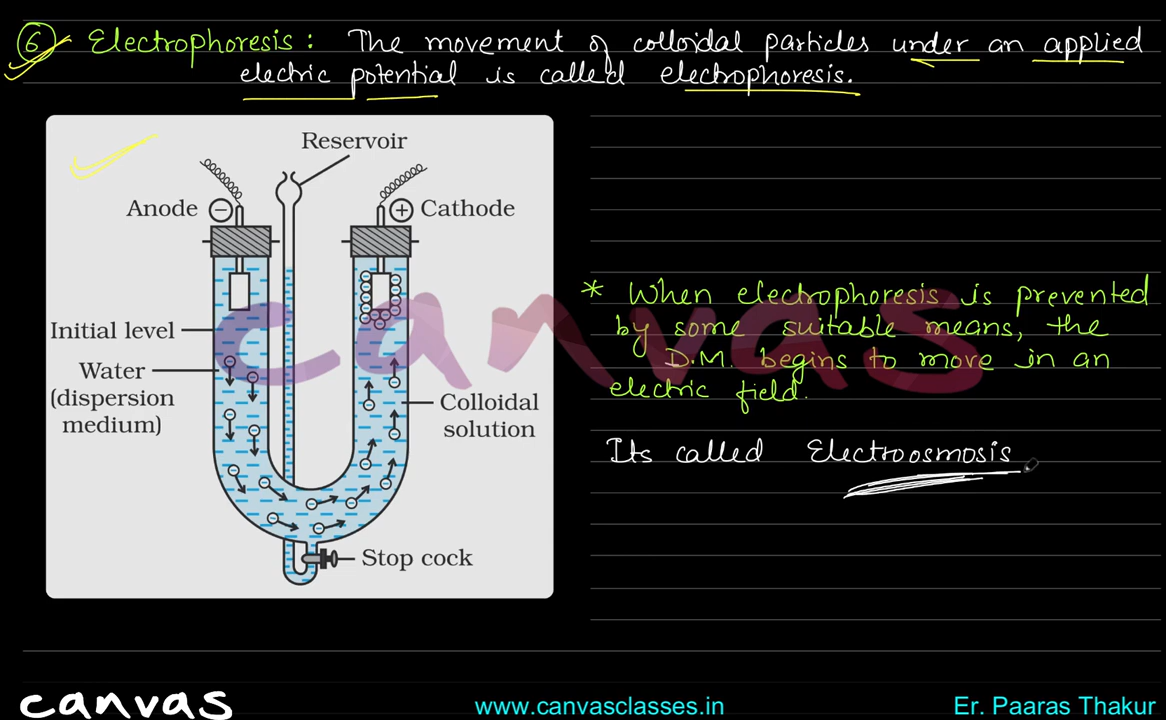 6 Electrophoresis : The movement of colloidal particles under an applied
electric potential is called electrophoresis.
Reservoir
Anode − + Cathode
Initial level
Water
(dispersion
medium)
Colloidal
solution
Stop cock
* When electrophoresis is prevented
by some suitable means, the
D.M. begins to move in an
electric field.
Its called Electroosmosis
canvas
canvas
www.canvasclasses.in
Er. Paaras Thakur